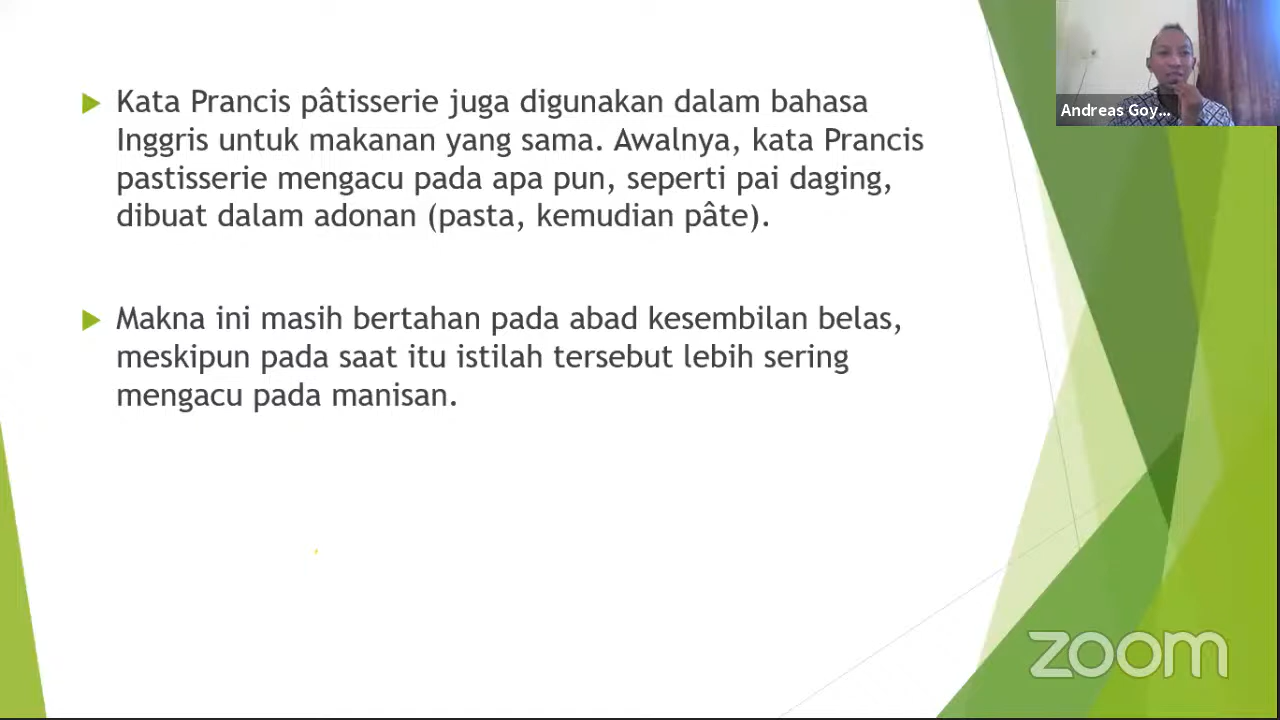 Kata Prancis pâtisserie juga digunakan dalam bahasa
Inggris untuk makanan yang sama. Awalnya, kata Prancis
pastisserie mengacu pada apa pun, seperti pai daging,
dibuat dalam adonan (pasta, kemudian pâte).
Makna ini masih bertahan pada abad kesembilan belas,
meskipun pada saat itu istilah tersebut lebih sering
mengacu pada manisan.
Andreas Goy...
zoom